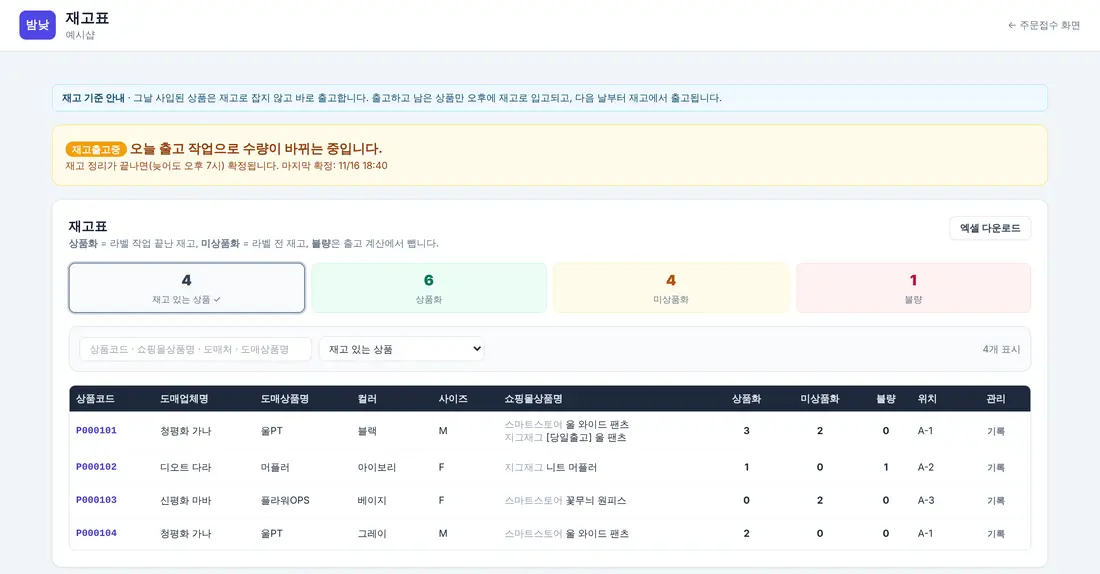 밤낮
재고표
예시샵
← 주문접수 화면
재고 기준 안내 · 그날 사입된 상품은 재고로 잡지 않고 바로 출고합니다. 출고하고 남은 상품만 오후에 재고로 입고되고, 다음 날부터 재고에서 출고됩니다.
재고출고중 오늘 출고 작업으로 수량이 바뀌는 중입니다.
재고 정리가 끝나면(늦어도 오후 7시) 확정됩니다. 마지막 확정: 11/16 18:40
재고표
상품화 = 라벨 작업 끝난 재고, 미상품화 = 라벨 전 재고, 불량은 출고 계산에서 뺍니다.
엑셀 다운로드
4
재고 있는 상품 ✓
6
상품화
4
미상품화
1
불량
상품코드 · 쇼핑몰상품명 · 도매처 · 도매상품명
재고 있는 상품
4개 표시
상품코드 도매업체명 도매상품명 컬러 사이즈 쇼핑몰상품명 상품화 미상품화 불량 위치 관리
P000101 청평화 가나 울PT 블랙 M 스마트스토어 울 와이드 팬츠 3 2 0 A-1 기록
지그재그 [당일출고] 울 팬츠
P000102 디오트 다라 머플러 아이보리 F 지그재그 니트 머플러 1 0 1 A-2 기록
P000103 신평화 마바 플라워OPS 베이지 F 스마트스토어 꽃무늬 원피스 0 2 0 A-3 기록
P000104 청평화 가나 울PT 그레이 M 스마트스토어 울 와이드 팬츠 2 0 0 A-1 기록